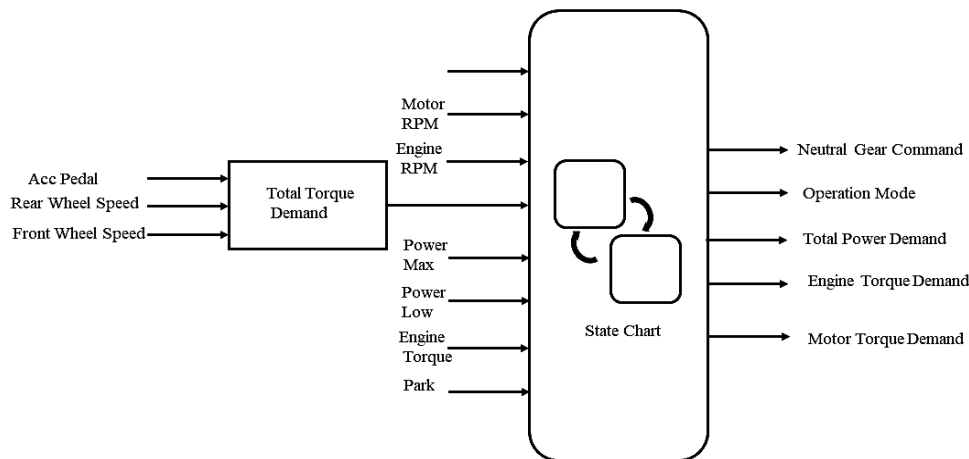 Motor
RPM
Engine
RPM
Acc Pedal
Rear Wheel Speed
Front Wheel Speed
Total Torque
Demand
Power
Max
Power
Low
Engine
Torque
Park
State Chart
Neutral Gear Command
Operation Mode
Total Power Demand
Engine Torque Demand
Motor Torque Demand